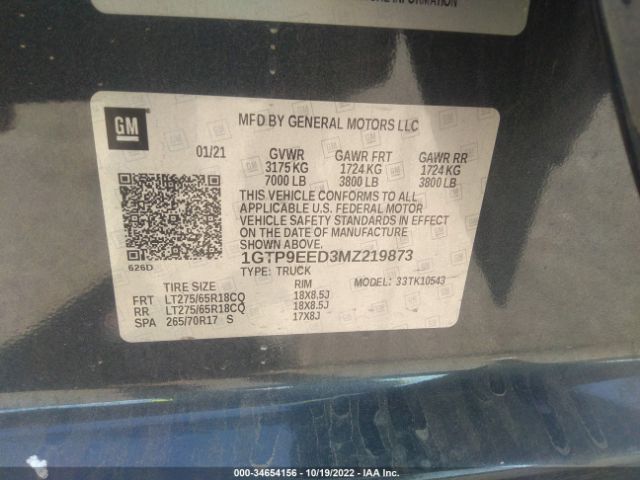 INFORMATION
GM
MFD BY GENERAL MOTORS LLC
01/21 GVWR GAWR FRT GAWR RR
3175 KG 1724 KG 1724 KG
7000 LB 3800 LB 3800 LB
THIS VEHICLE CONFORMS TO ALL
APPLICABLE U.S. FEDERAL MOTOR
VEHICLE SAFETY STANDARDS IN EFFECT
ON THE DATE OF MANUFACTURE
SHOWN ABOVE.
626D
1GTP9EED3MZ219873
TYPE: TRUCK MODEL: 33TK10543
TIRE SIZE RIM
FRT LT275/65R18CQ 18X8.5J
RR LT275/65R18CQ 18X8.5J
SPA 265/70R17 S 17X8J
000-34654156 - 10/19/2022 - IAA Inc.